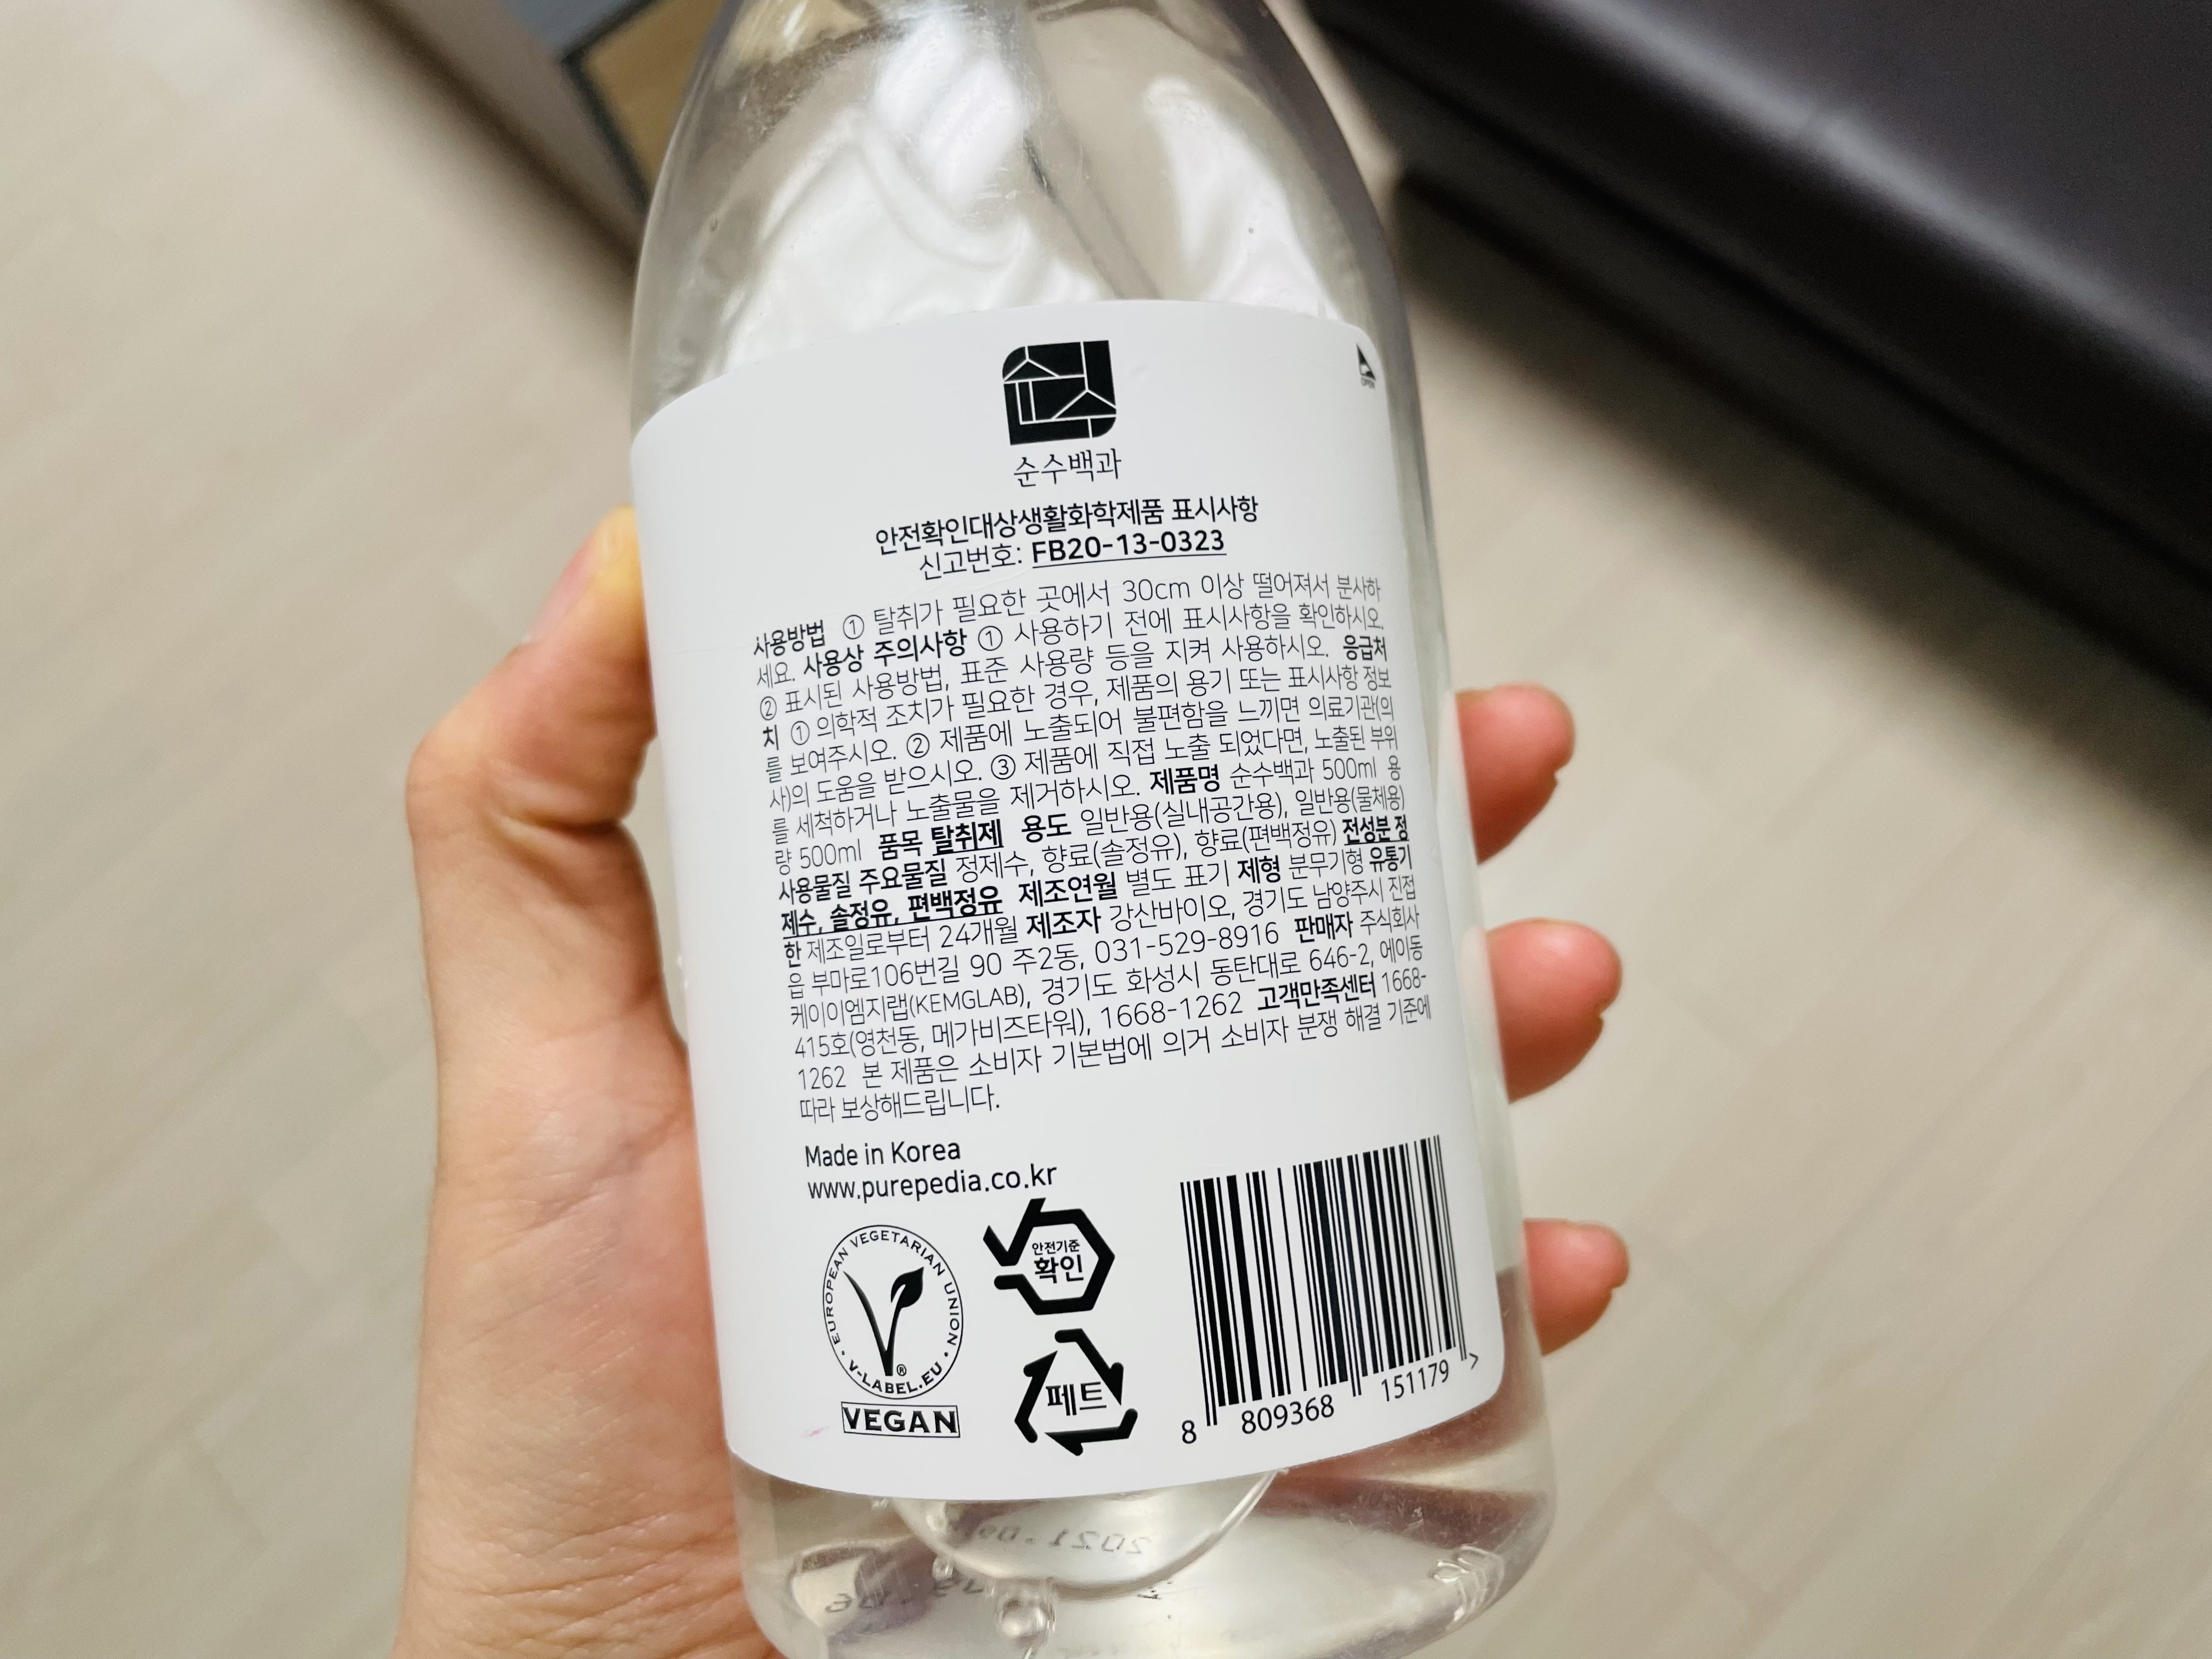 순수백과
OPEN
안전확인대상생활화학제품 표시사항
신고번호: FB20-13-0323
사용방법 ① 탈취가 필요한 곳에서 30cm 이상 떨어져서 분사하
세요. 사용상 주의사항 ① 사용하기 전에 표시사항을 확인하시오.
② 표시된 사용방법, 표준 사용량 등을 지켜 사용하시오. 응급처
치 ① 의학적 조치가 필요한 경우, 제품의 용기 또는 표시사항 정보
를 보여주시오. ② 제품에 노출되어 불편함을 느끼면 의료기관(의
사)의 도움을 받으시오. ③ 제품에 직접 노출 되었다면, 노출된 부위
를 세척하거나 노출물을 제거하시오. 제품명 순수백과 500ml 용
량 500ml 품목 탈취제 용도 일반용(실내공간용), 일반용(물체용)
사용물질 주요물질 정제수, 향료(솔정유), 향료(편백정유) 전성분 정
제수, 솔정유, 편백정유 제조연월 별도 표기 제형 분무기형 유통기
한 제조일로부터 24개월 제조자 강산바이오, 경기도 남양주시 진접
읍 부마로106번길 90 주2동, 031-529-8916 판매자 주식회사
케이이엠지랩(KEMGLAB), 경기도 화성시 동탄대로 646-2, 에이동
415호(영천동, 메가비즈타워), 1668-1262 고객만족센터 1668-
1262 본 제품은 소비자 기본법에 의거 소비자 분쟁 해결 기준에
따라 보상해드립니다.
Made in Korea
www.purepedia.co.kr
EUROPEAN VEGETARIAN UNION
V-LABEL.EU
®
VEGAN
안전기준
확인
페트
8 809368 151179 >